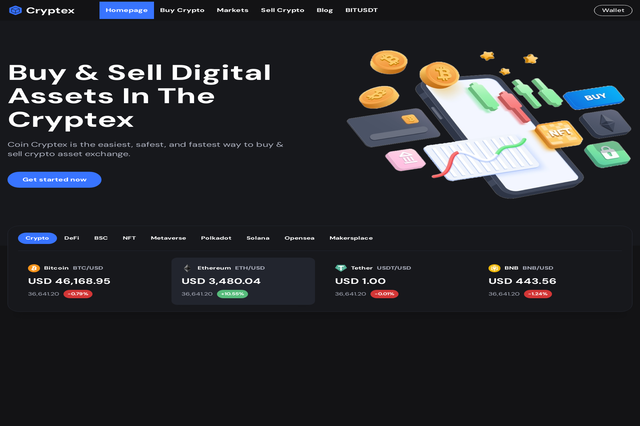 Cryptex
Homepage
Buy Crypto
Markets
Sell Crypto
Blog
BITUSDT
Wallet
Buy & Sell Digital
Assets In The
Cryptex
Coin Cryptex is the easiest, safest, and fastest way to buy &
sell crypto asset exchange.
Get started now
BUY
NFT
Crypto
DeFi
BSC
NFT
Metaverse
Polkadot
Solana
Opensea
Makersplace
Bitcoin BTC/USD
USD 46,168.95
36,641.20 -0.79%
Ethereum ETH/USD
USD 3,480.04
36,641.20 +10.55%
Tether USDT/USD
USD 1.00
36,641.20 -0.01%
BNB BNB/USD
USD 443.56
36,641.20 -1.24%